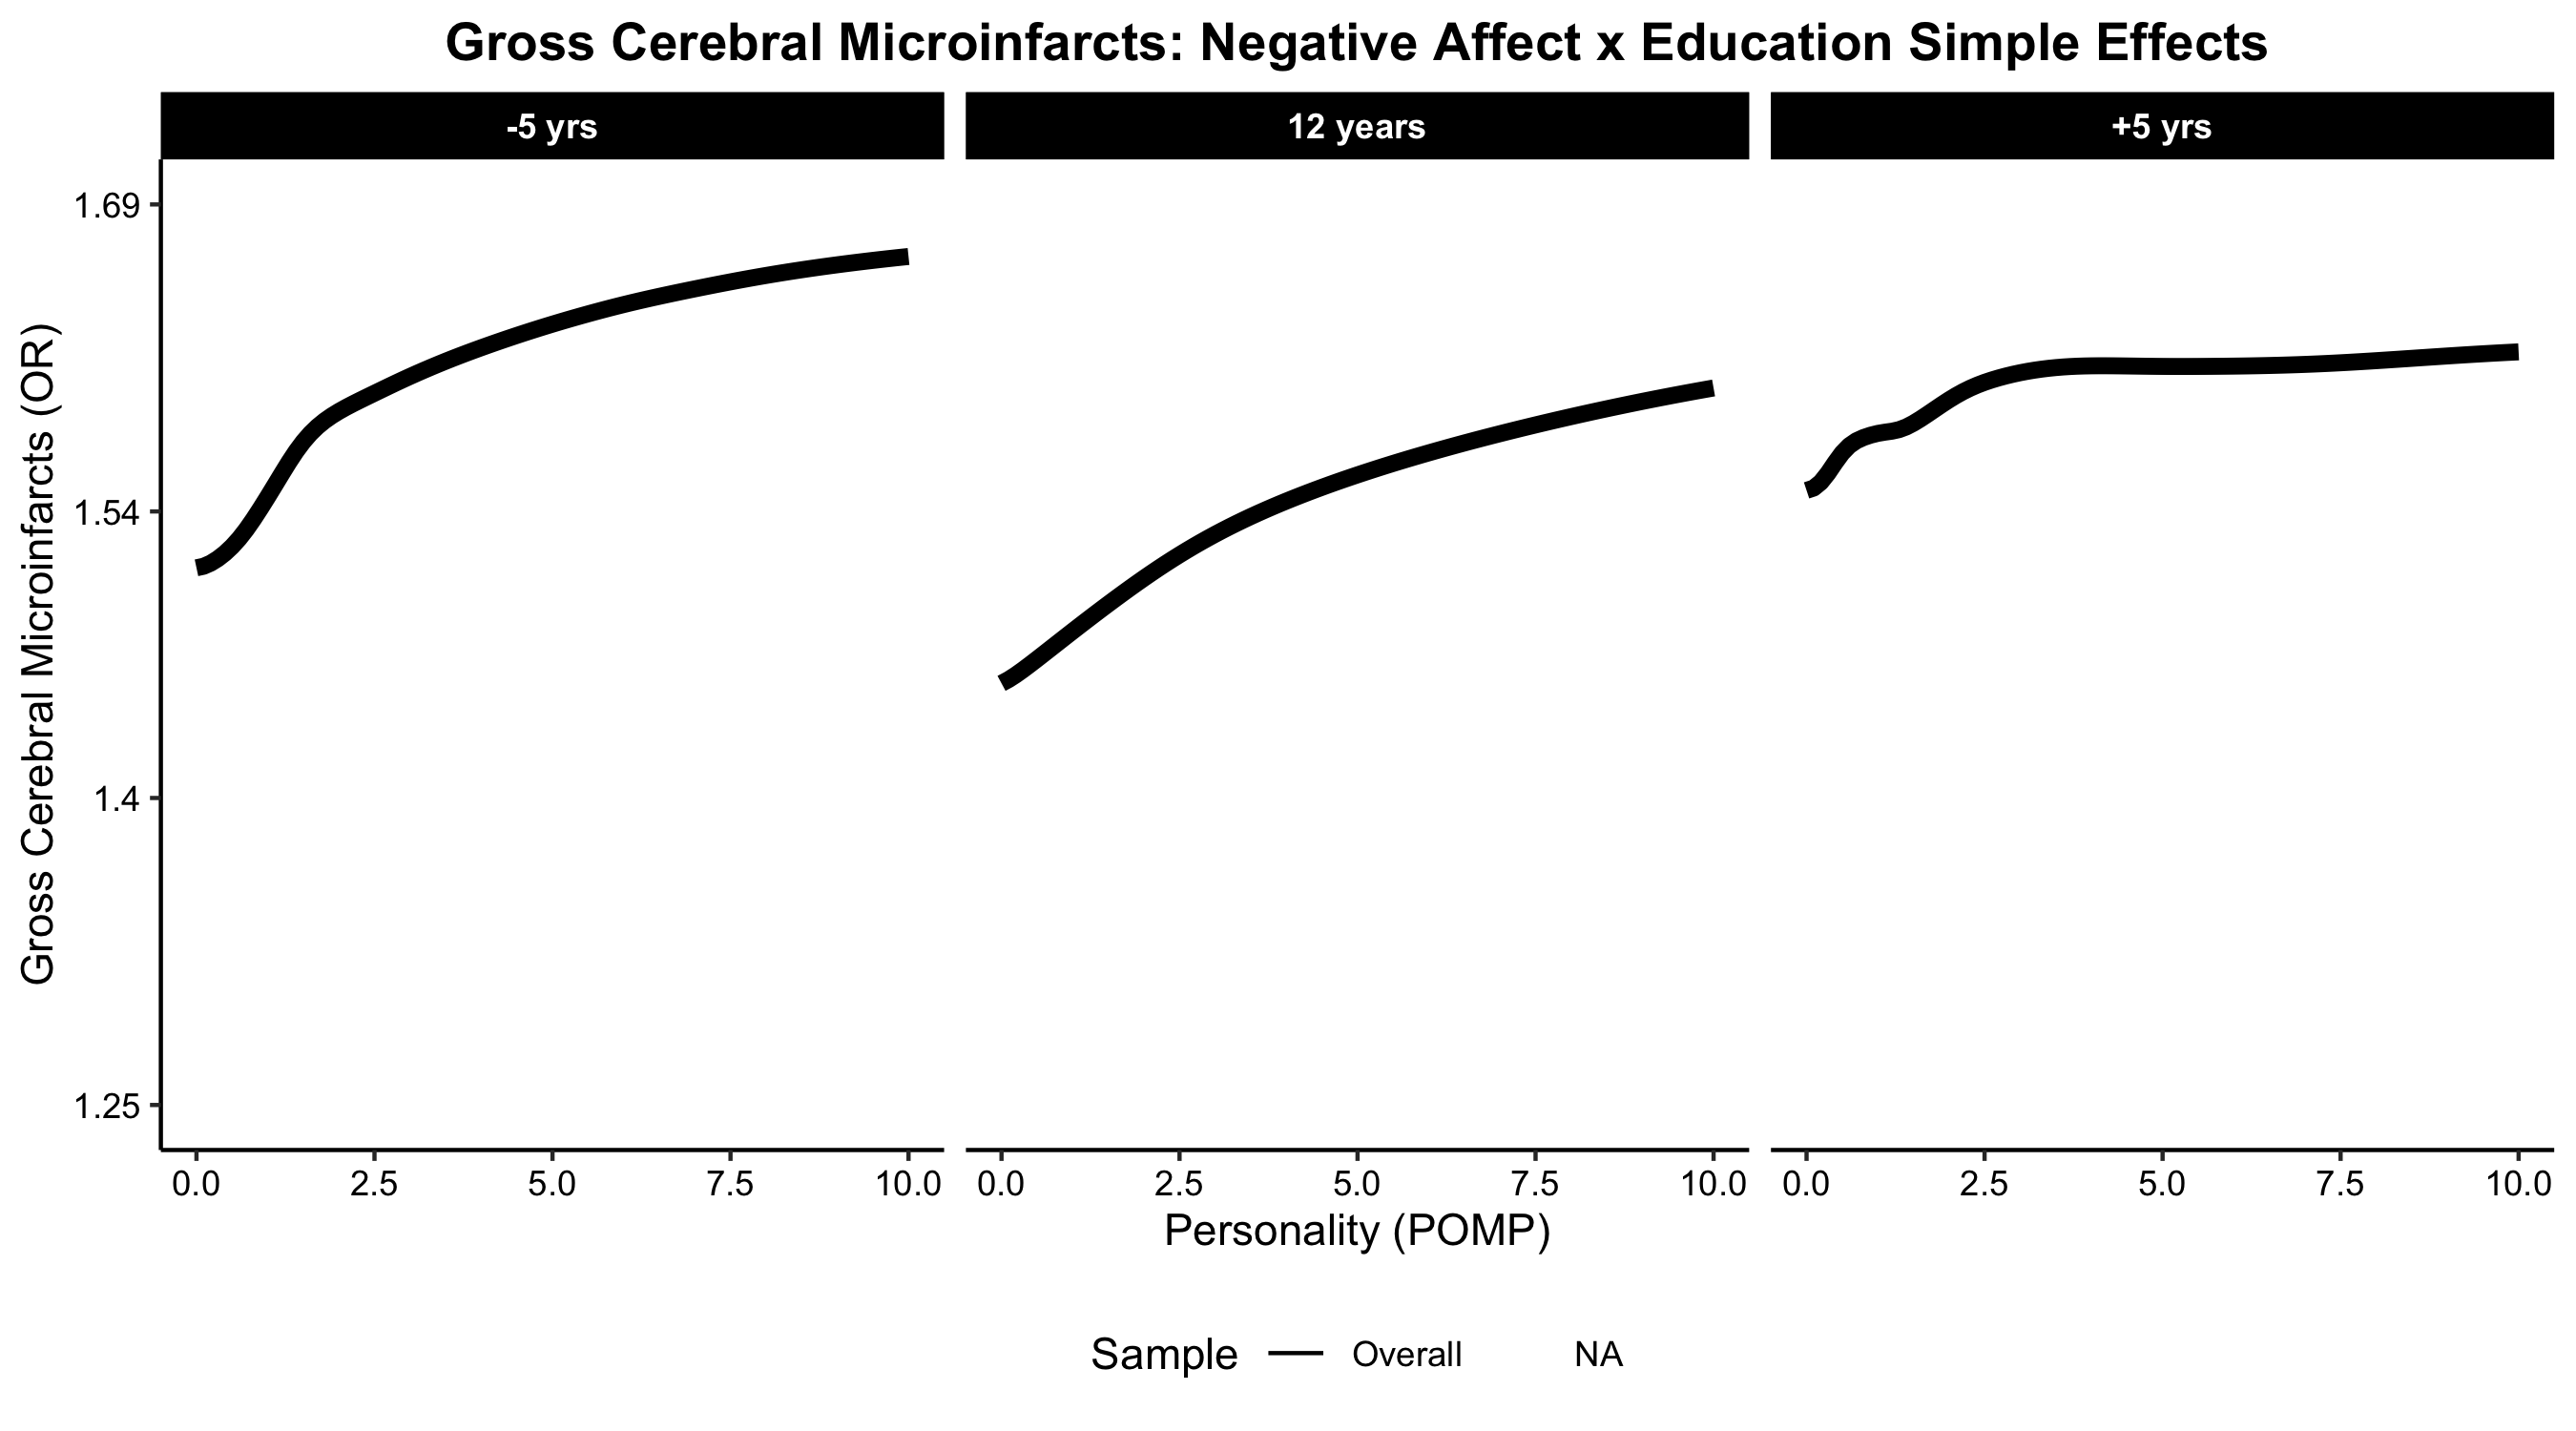 Gross Cerebral Microinfarcts: Negative Affect x Education Simple Effects
-5 yrs
12 years
+5 yrs
Gross Cerebral Microinfarcts (OR)
1.69
1.54
1.4
1.25
0.0 2.5 5.0 7.5 10.0
0.0 2.5 5.0 7.5 10.0
0.0 2.5 5.0 7.5 10.0
Personality (POMP)
Sample Overall NA